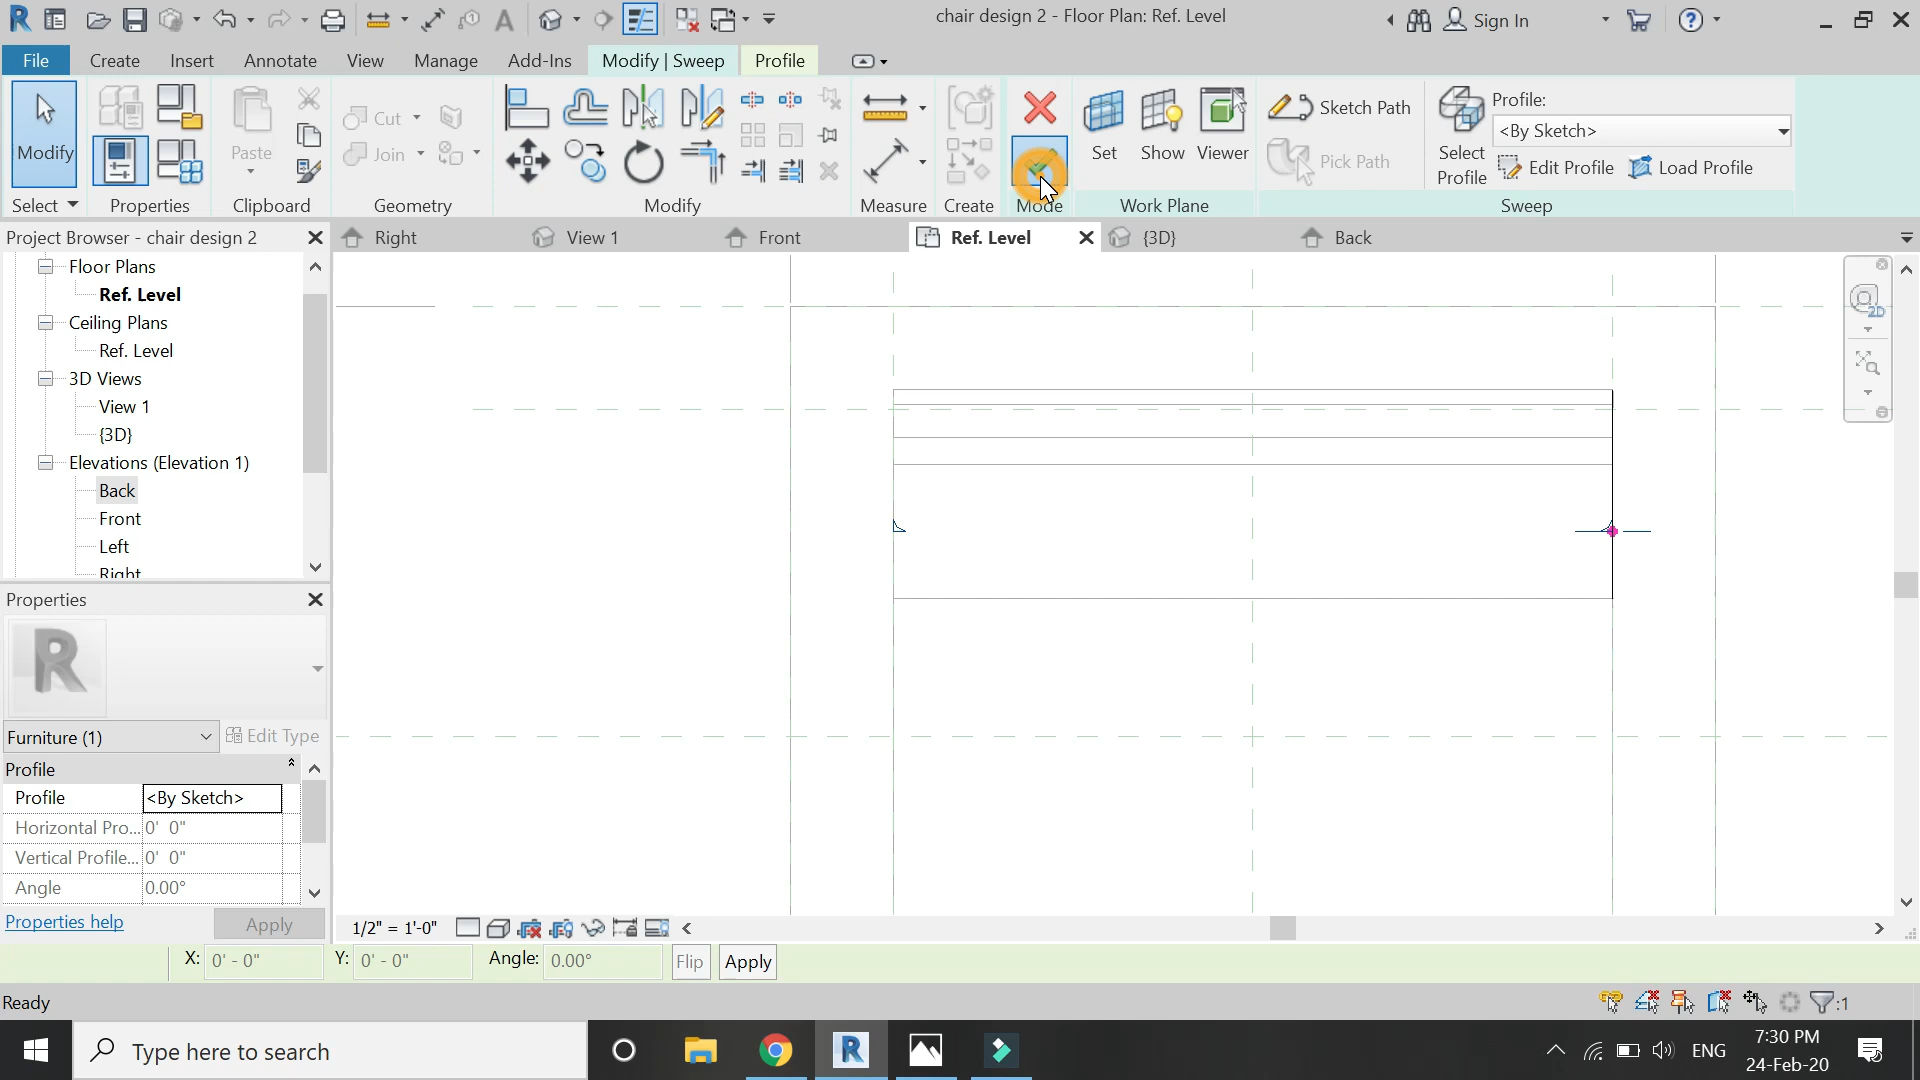 chair design 2 - Floor Plan: Ref. Level
Sign In
File
Create
Insert
Annotate
View
Manage
Add-Ins
Modify | Sweep
Profile
Modify
Paste
Cut
Join
Set
Show
Viewer
Sketch Path
Pick Path
Select
Profile
Profile:
<By Sketch>
Edit Profile
Load Profile
Select
Properties
Clipboard
Geometry
Modify
Measure
Create
Mode
Work Plane
Sweep
Project Browser - chair design 2
Right
View 1
Front
Ref. Level
{3D}
Back
Floor Plans
Ref. Level
Ceiling Plans
Ref. Level
3D Views
View 1
{3D}
Elevations (Elevation 1)
Back
Front
Left
Right
2D
Properties
R
Furniture (1)
Edit Type
Profile
Profile
<By Sketch>
Horizontal Pro...
0' 0"
Vertical Profile...
0' 0"
Angle
0.00°
Properties help
Apply
1/2" = 1'-0"
X:
0' - 0"
Y:
0' - 0"
Angle:
0.00°
Flip
Apply
Ready
:1
Type here to search
ENG
7:30 PM
24-Feb-20